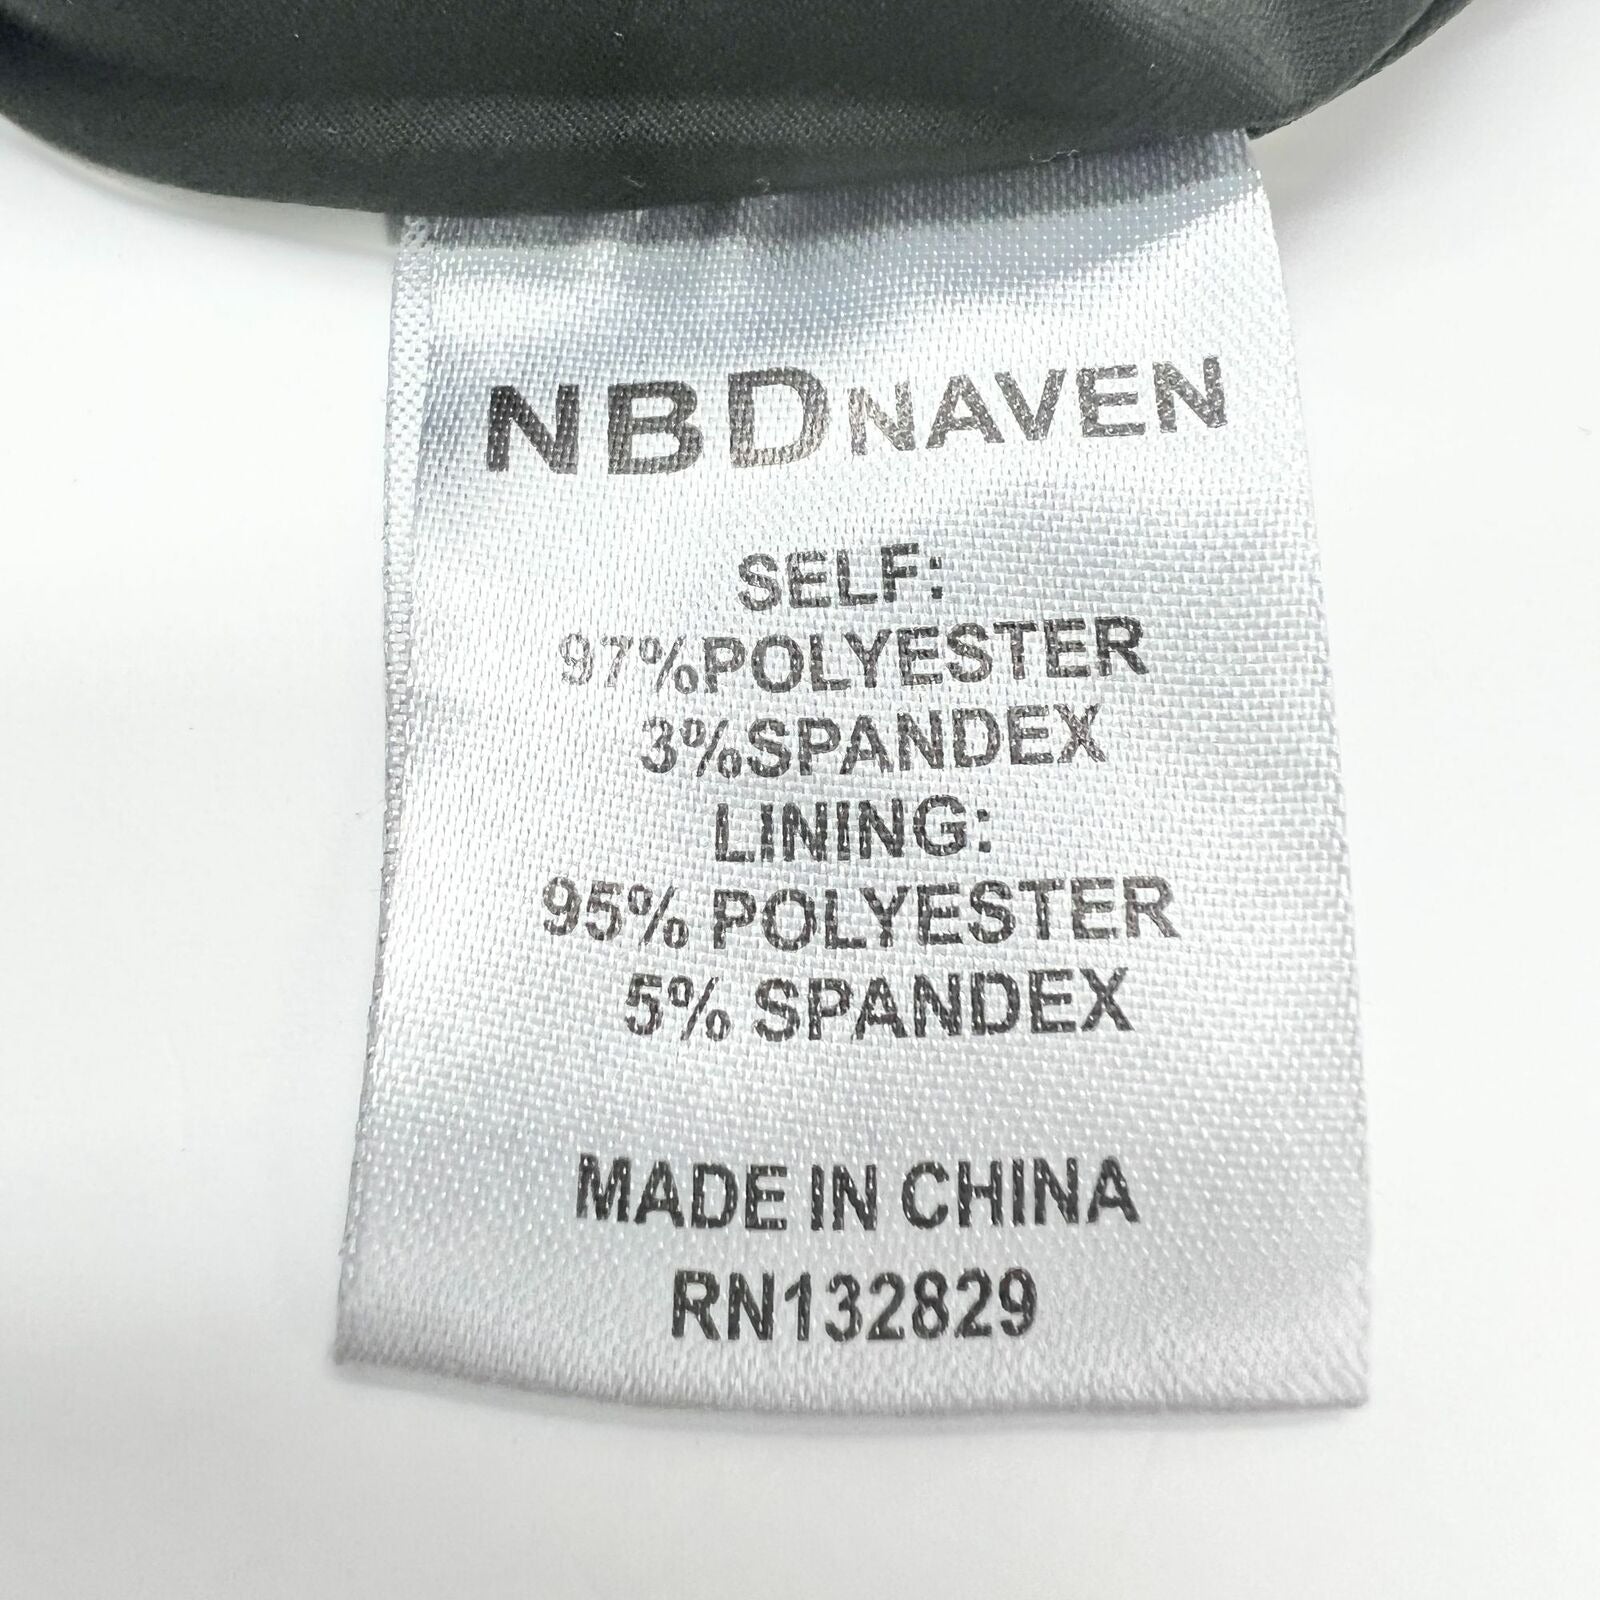 NBDNAVEN
SELF:
97%POLYESTER
3%SPANDEX
LINING:
95% POLYESTER
5% SPANDEX
MADE IN CHINA
RN132829